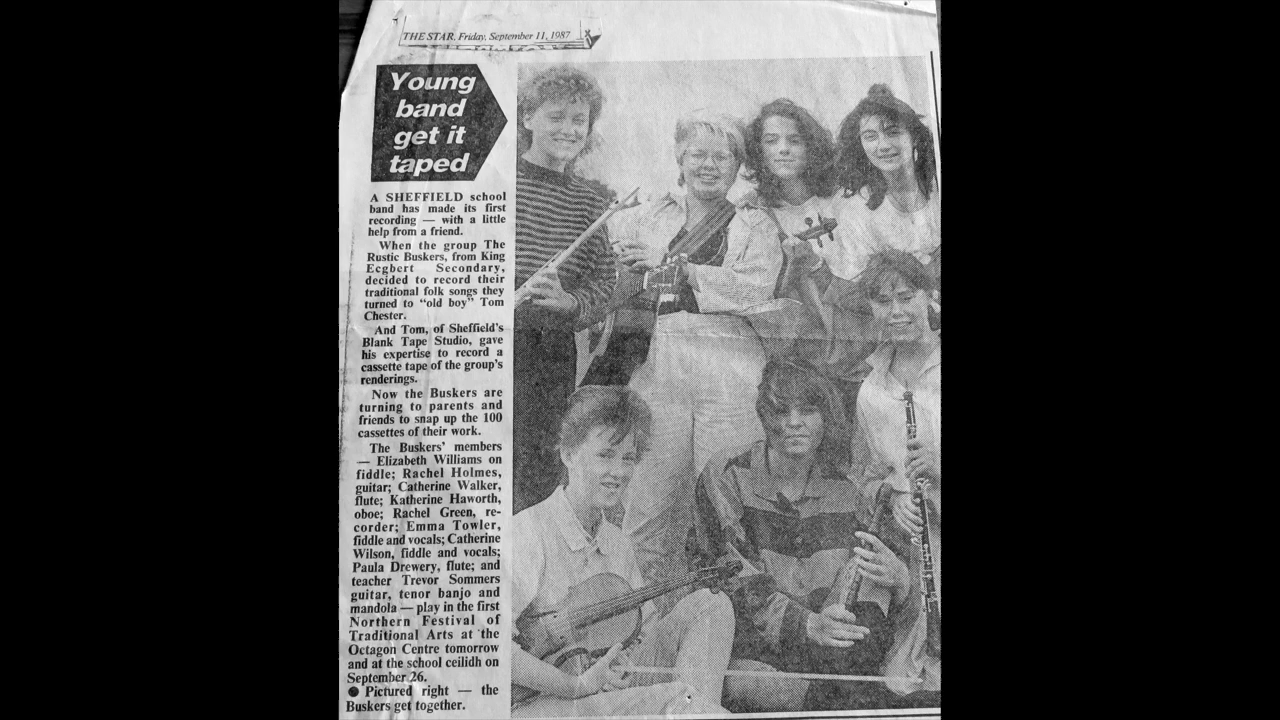 THE STAR, Friday, September 11, 1987
Young
band
get it
taped
A SHEFFIELD school
band has made its first
recording — with a little
help from a friend.
When the group The
Rustic Buskers, from King
Ecgbert Secondary,
decided to record their
traditional folk songs they
turned to “old boy” Tom
Chester.
And Tom, of Sheffield’s
Blank Tape Studio, gave
his expertise to record a
cassette tape of the group’s
renderings.
Now the Buskers are
turning to parents and
friends to snap up the 100
cassettes of their work.
The Buskers’ members
— Elizabeth Williams on
fiddle; Rachel Holmes,
guitar; Catherine Walker,
flute; Katherine Haworth,
oboe; Rachel Green, re-
corder; Emma Towler,
fiddle and vocals; Catherine
Wilson, fiddle and vocals;
Paula Drewery, flute; and
teacher Trevor Sommers
guitar, tenor banjo and
mandola — play in the first
Northern Festival of
Traditional Arts at the
Octagon Centre tomorrow
and at the school ceilidh on
September 26.
● Pictured right — the
Buskers get together.